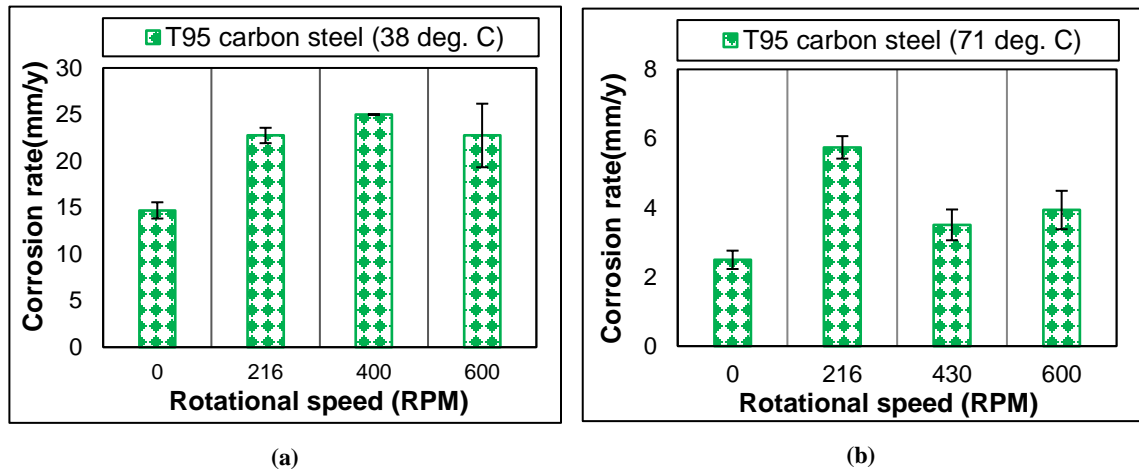 T95 carbon steel (38 deg. C)
Corrosion rate(mm/y)
30
25
20
15
10
5
0
0 216 400 600
Rotational speed (RPM)
(a)
T95 carbon steel (71 deg. C)
Corrosion rate(mm/y)
8
6
4
2
0
0 216 430 600
Rotational speed (RPM)
(b)